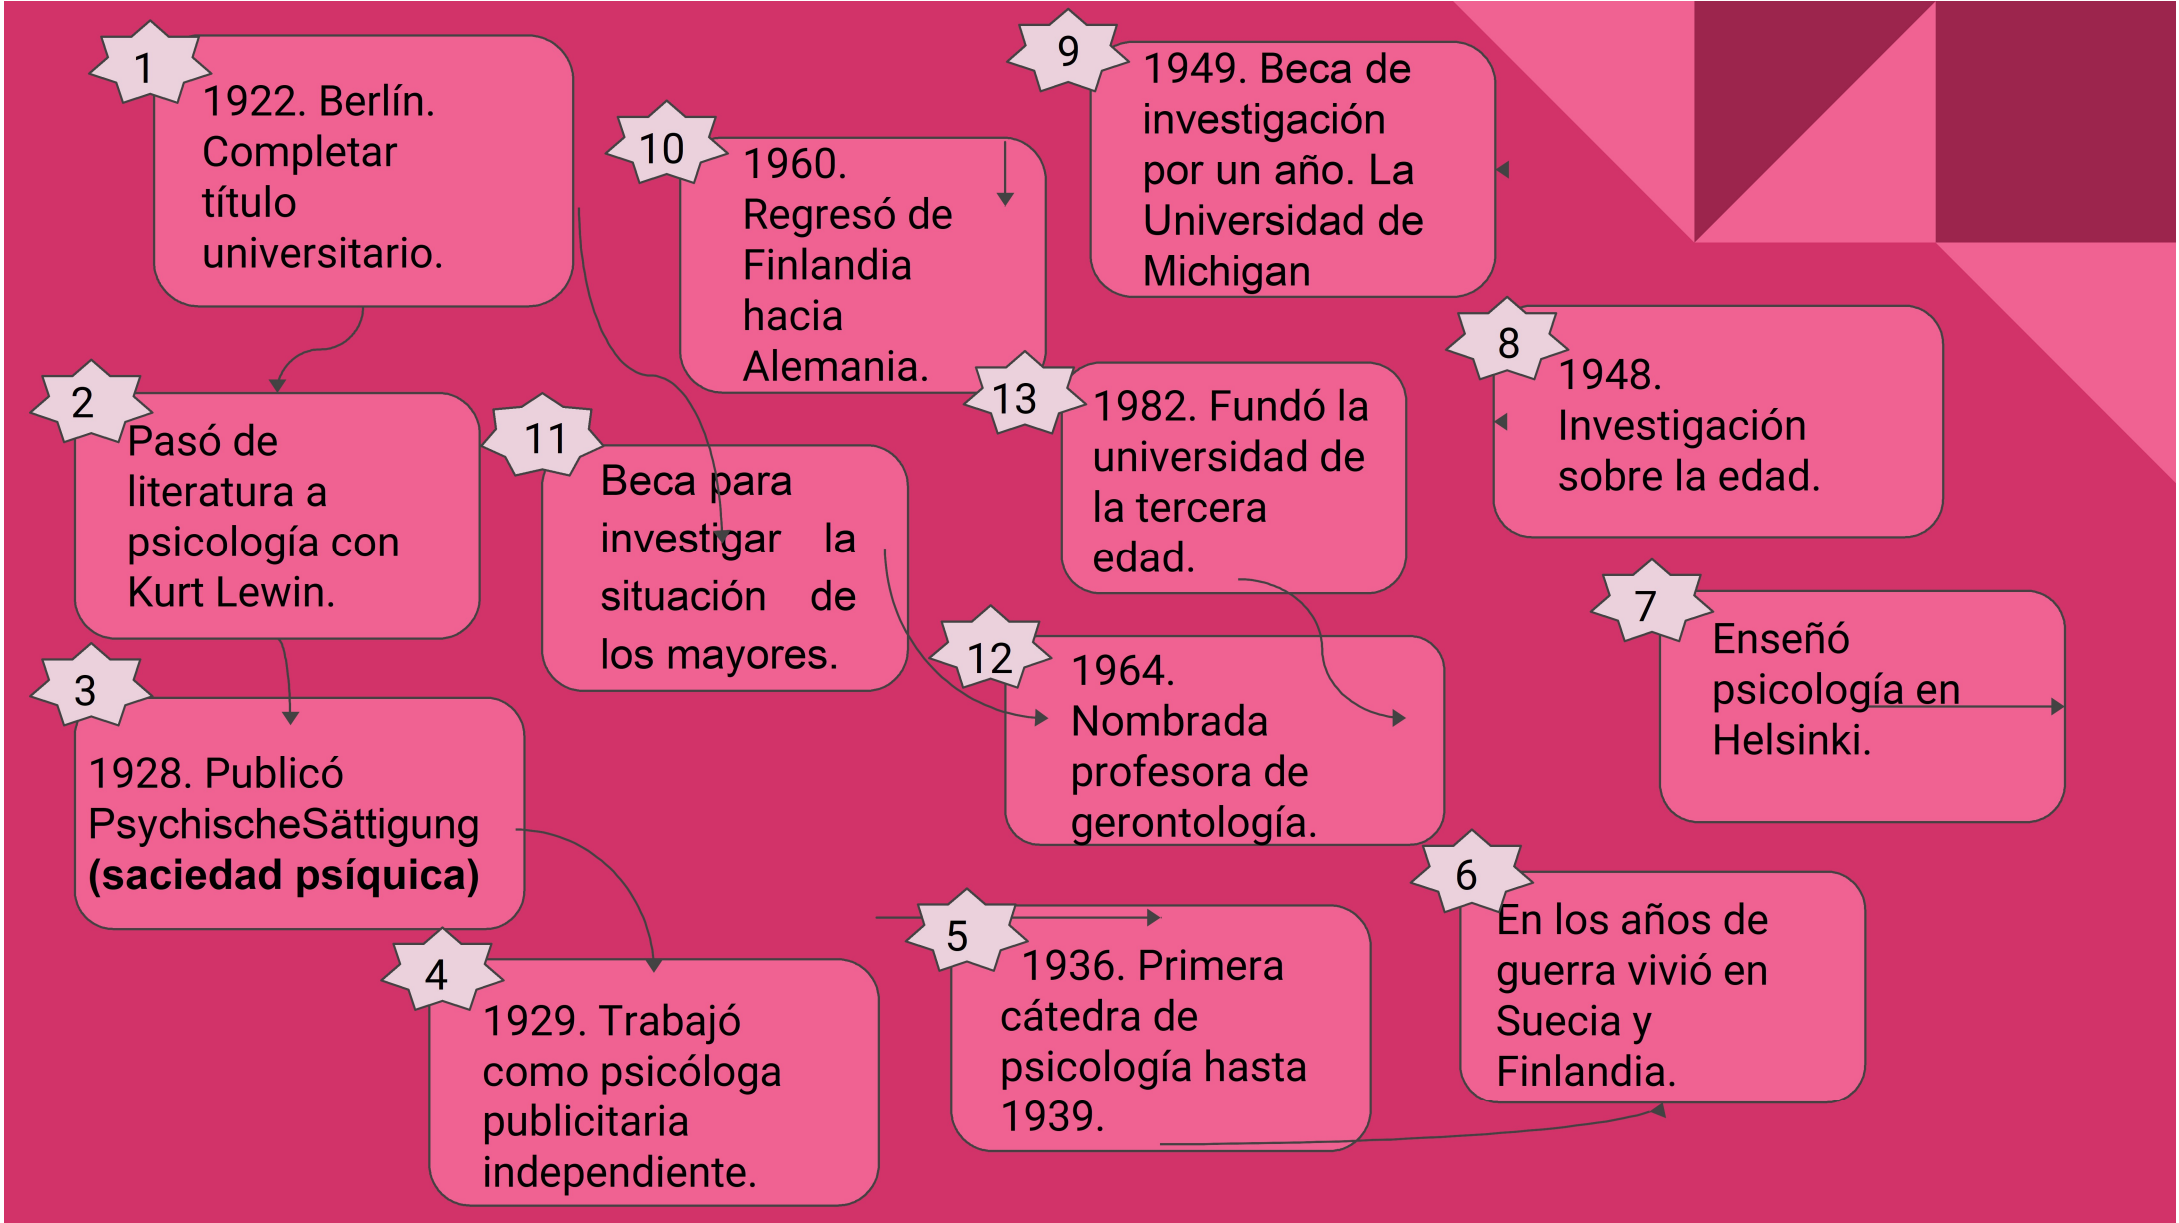 1
1922. Berlín.
Completar
título
universitario.
2
Pasó de
literatura a
psicología con
Kurt Lewin.
3
1928. Publicó
PsychischeSättigung
(saciedad psíquica)
4
1929. Trabajó
como psicóloga
publicitaria
independiente.
5
1936. Primera
cátedra de
psicología hasta
1939.
6
En los años de
guerra vivió en
Suecia y
Finlandia.
7
Enseñó
psicología en
Helsinki.
8
1948.
Investigación
sobre la edad.
9
1949. Beca de
investigación
por un año. La
Universidad de
Michigan
10
1960.
Regresó de
Finlandia
hacia
Alemania.
11
Beca para
investigar la
situación de
los mayores.
12
1964.
Nombrada
profesora de
gerontología.
13
1982. Fundó la
universidad de
la tercera
edad.